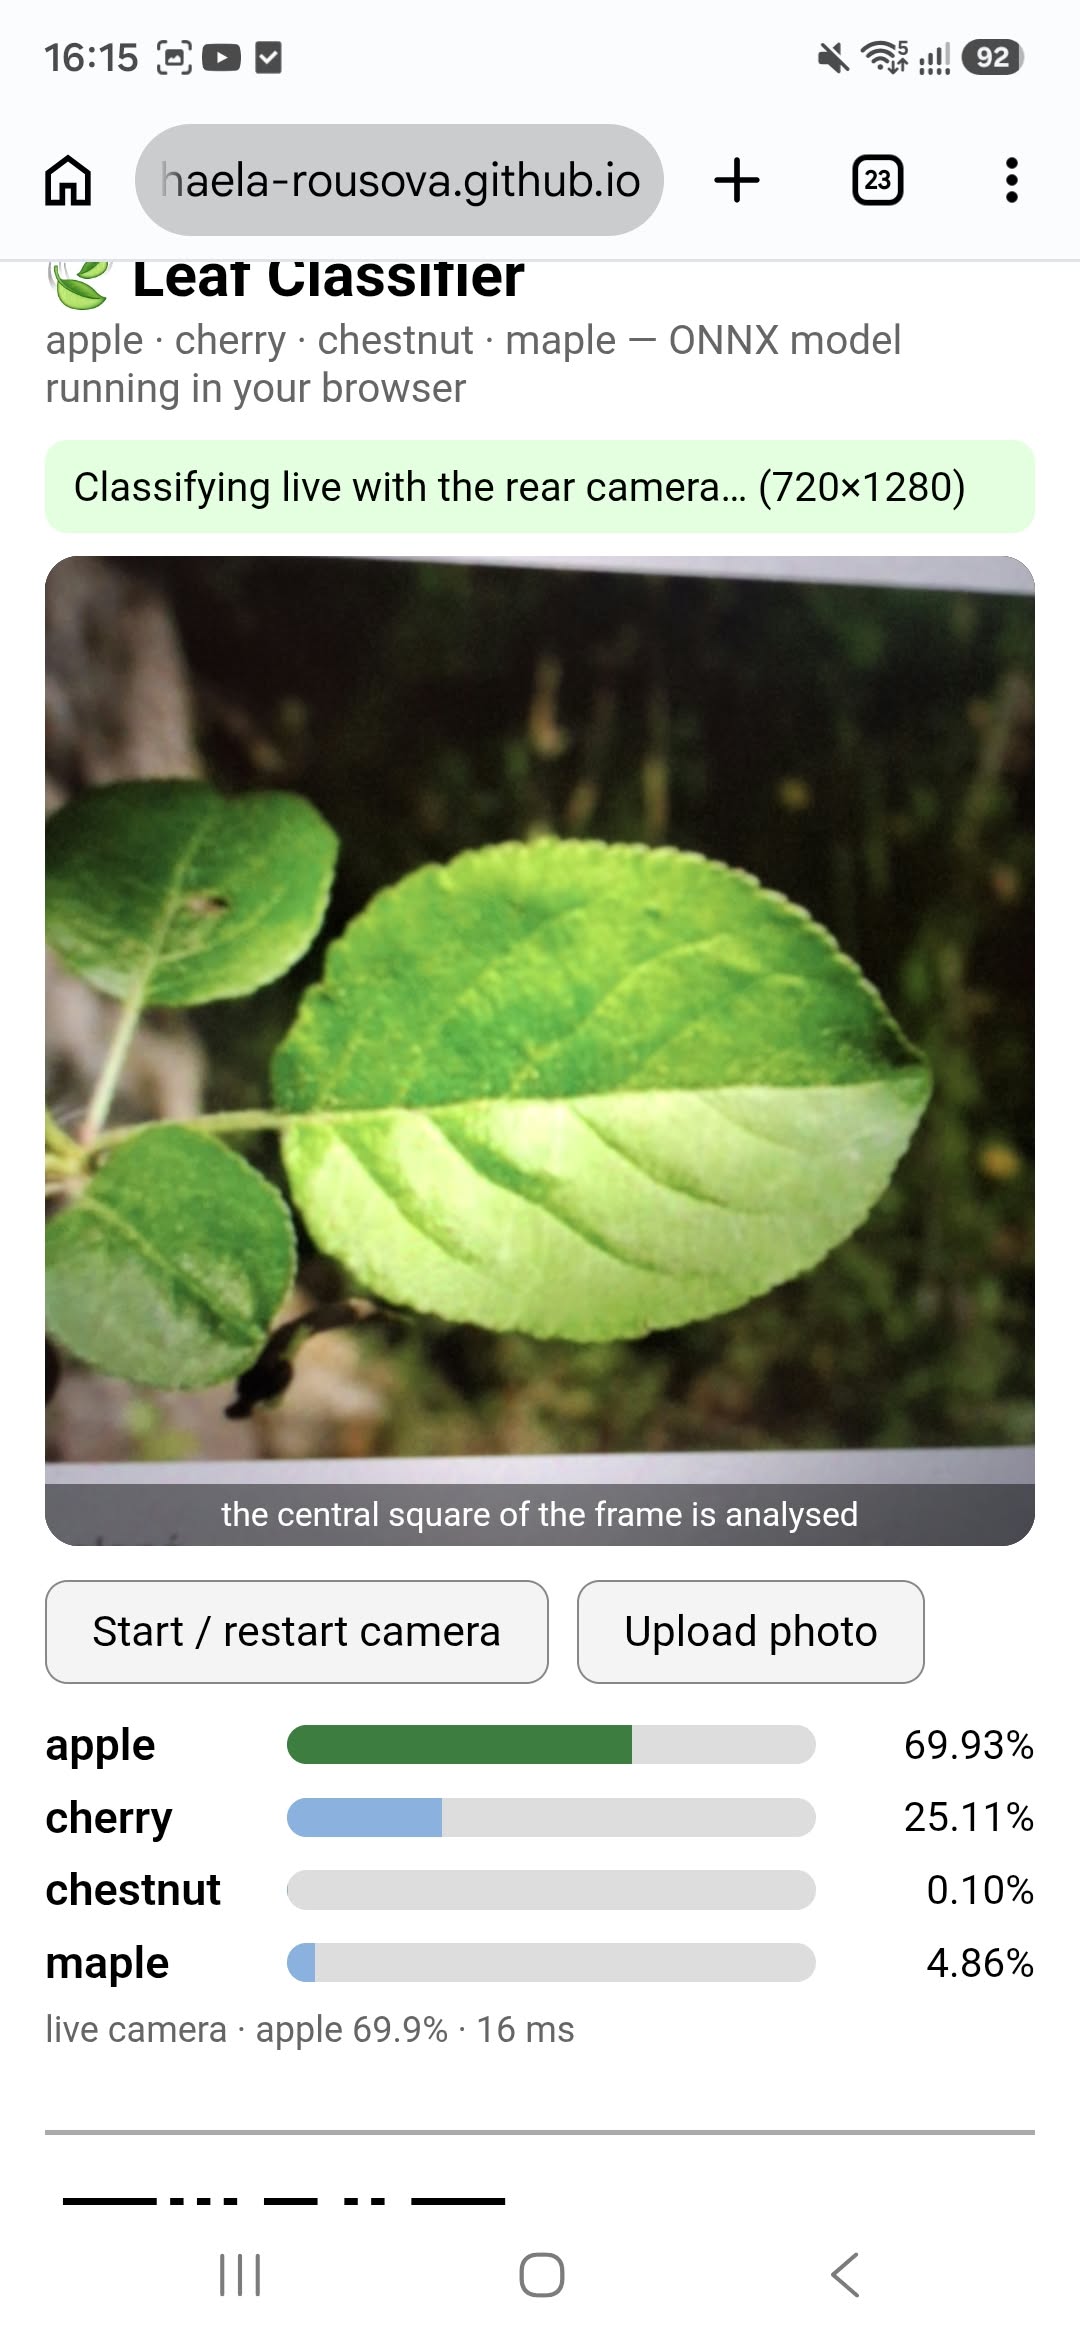 16:15
92
haela-rousova.github.io
23
Leaf Classifier
apple · cherry · chestnut · maple — ONNX model
running in your browser
Classifying live with the rear camera… (720×1280)
the central square of the frame is analysed
Start / restart camera
Upload photo
apple 69.93%
cherry 25.11%
chestnut 0.10%
maple 4.86%
live camera · apple 69.9% · 16 ms